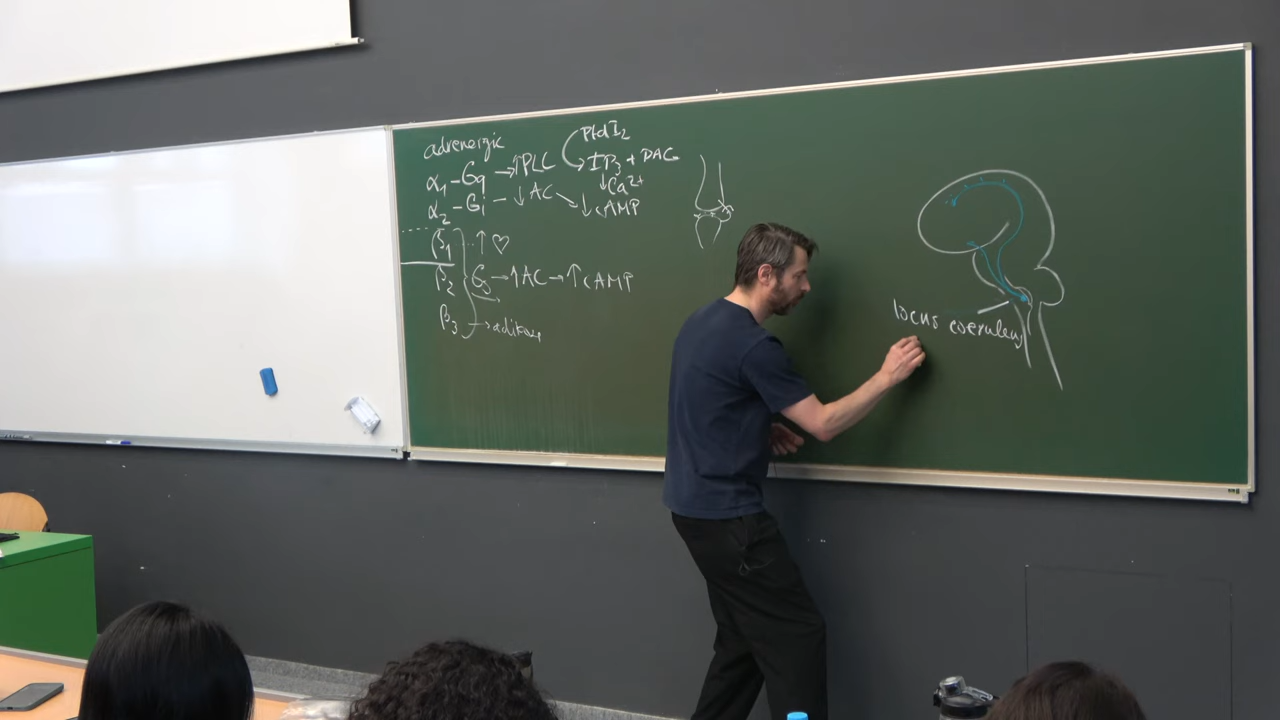 adrenergic
PtdI2
α1 - Gq → ↑PLC
IP3 + DAG
↓Ca2+
α2 - Gi - ↓AC → ↓cAMP
β1 ↑ ♡
β2 Gs → ↑AC → ↑cAMP
β3 →
locus coeruleus